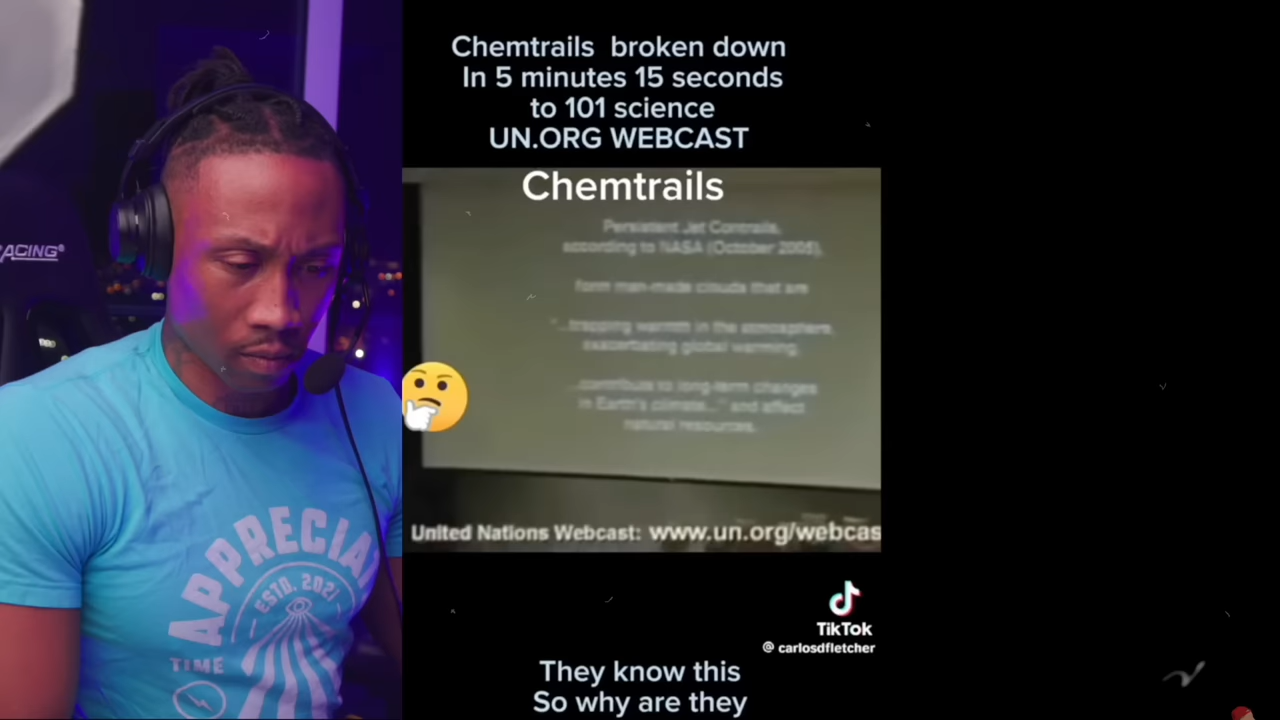 Chemtrails broken down
In 5 minutes 15 seconds
to 101 science
UN.ORG WEBCAST
Chemtrails
Persistent Jet Contrails,
according to NASA (October 2005),
form man-made clouds that are
"...trapping warmth in the atmosphere,
exacerbating global warming,
...contribute to long-term changes
in Earth's climate..." and affect
natural resources.
United Nations Webcast: www.un.org/webcas
TikTok
@ carlosdfletcher
They know this
So why are they
ACING®
APPRECIA
ESTD. 2021
TIME